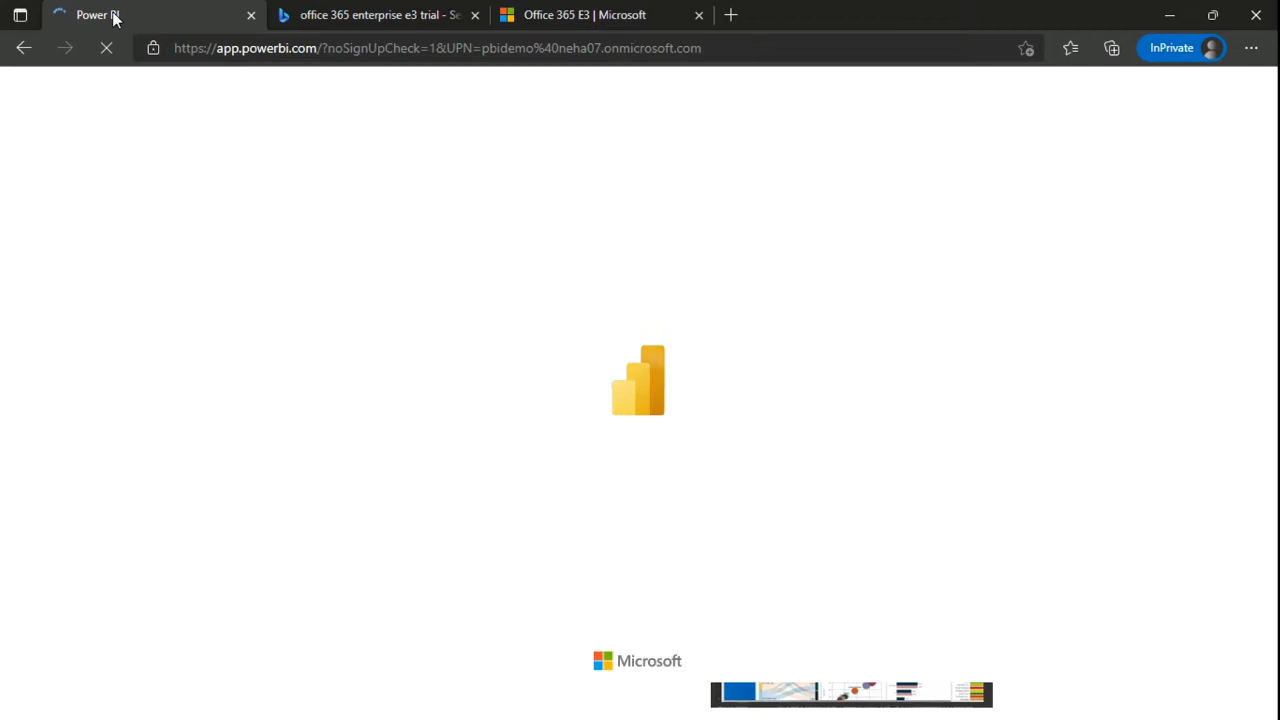 Power BI
office 365 enterprise e3 trial - Se
Office 365 E3 | Microsoft
https://app.powerbi.com/?noSignUpCheck=1&UPN=pbidemo%40neha07.onmicrosoft.com
InPrivate
Microsoft